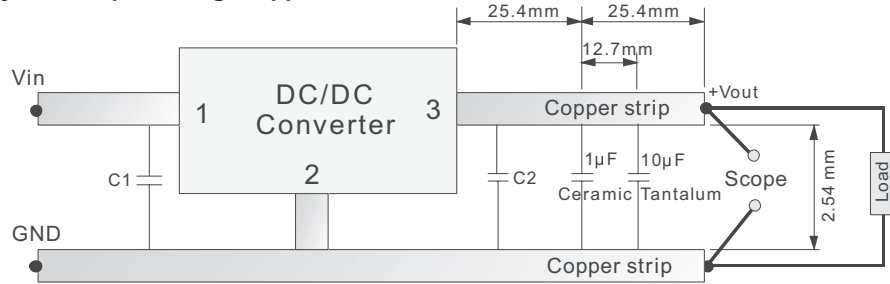 25.4mm 25.4mm
12.7mm
Vin
+Vout
DC/DC
Converter
1
3
2
Copper strip
C1
C2
1µF
Ceramic
10µF
Tantalum
Scope
2.54 mm
Load
GND
Copper strip